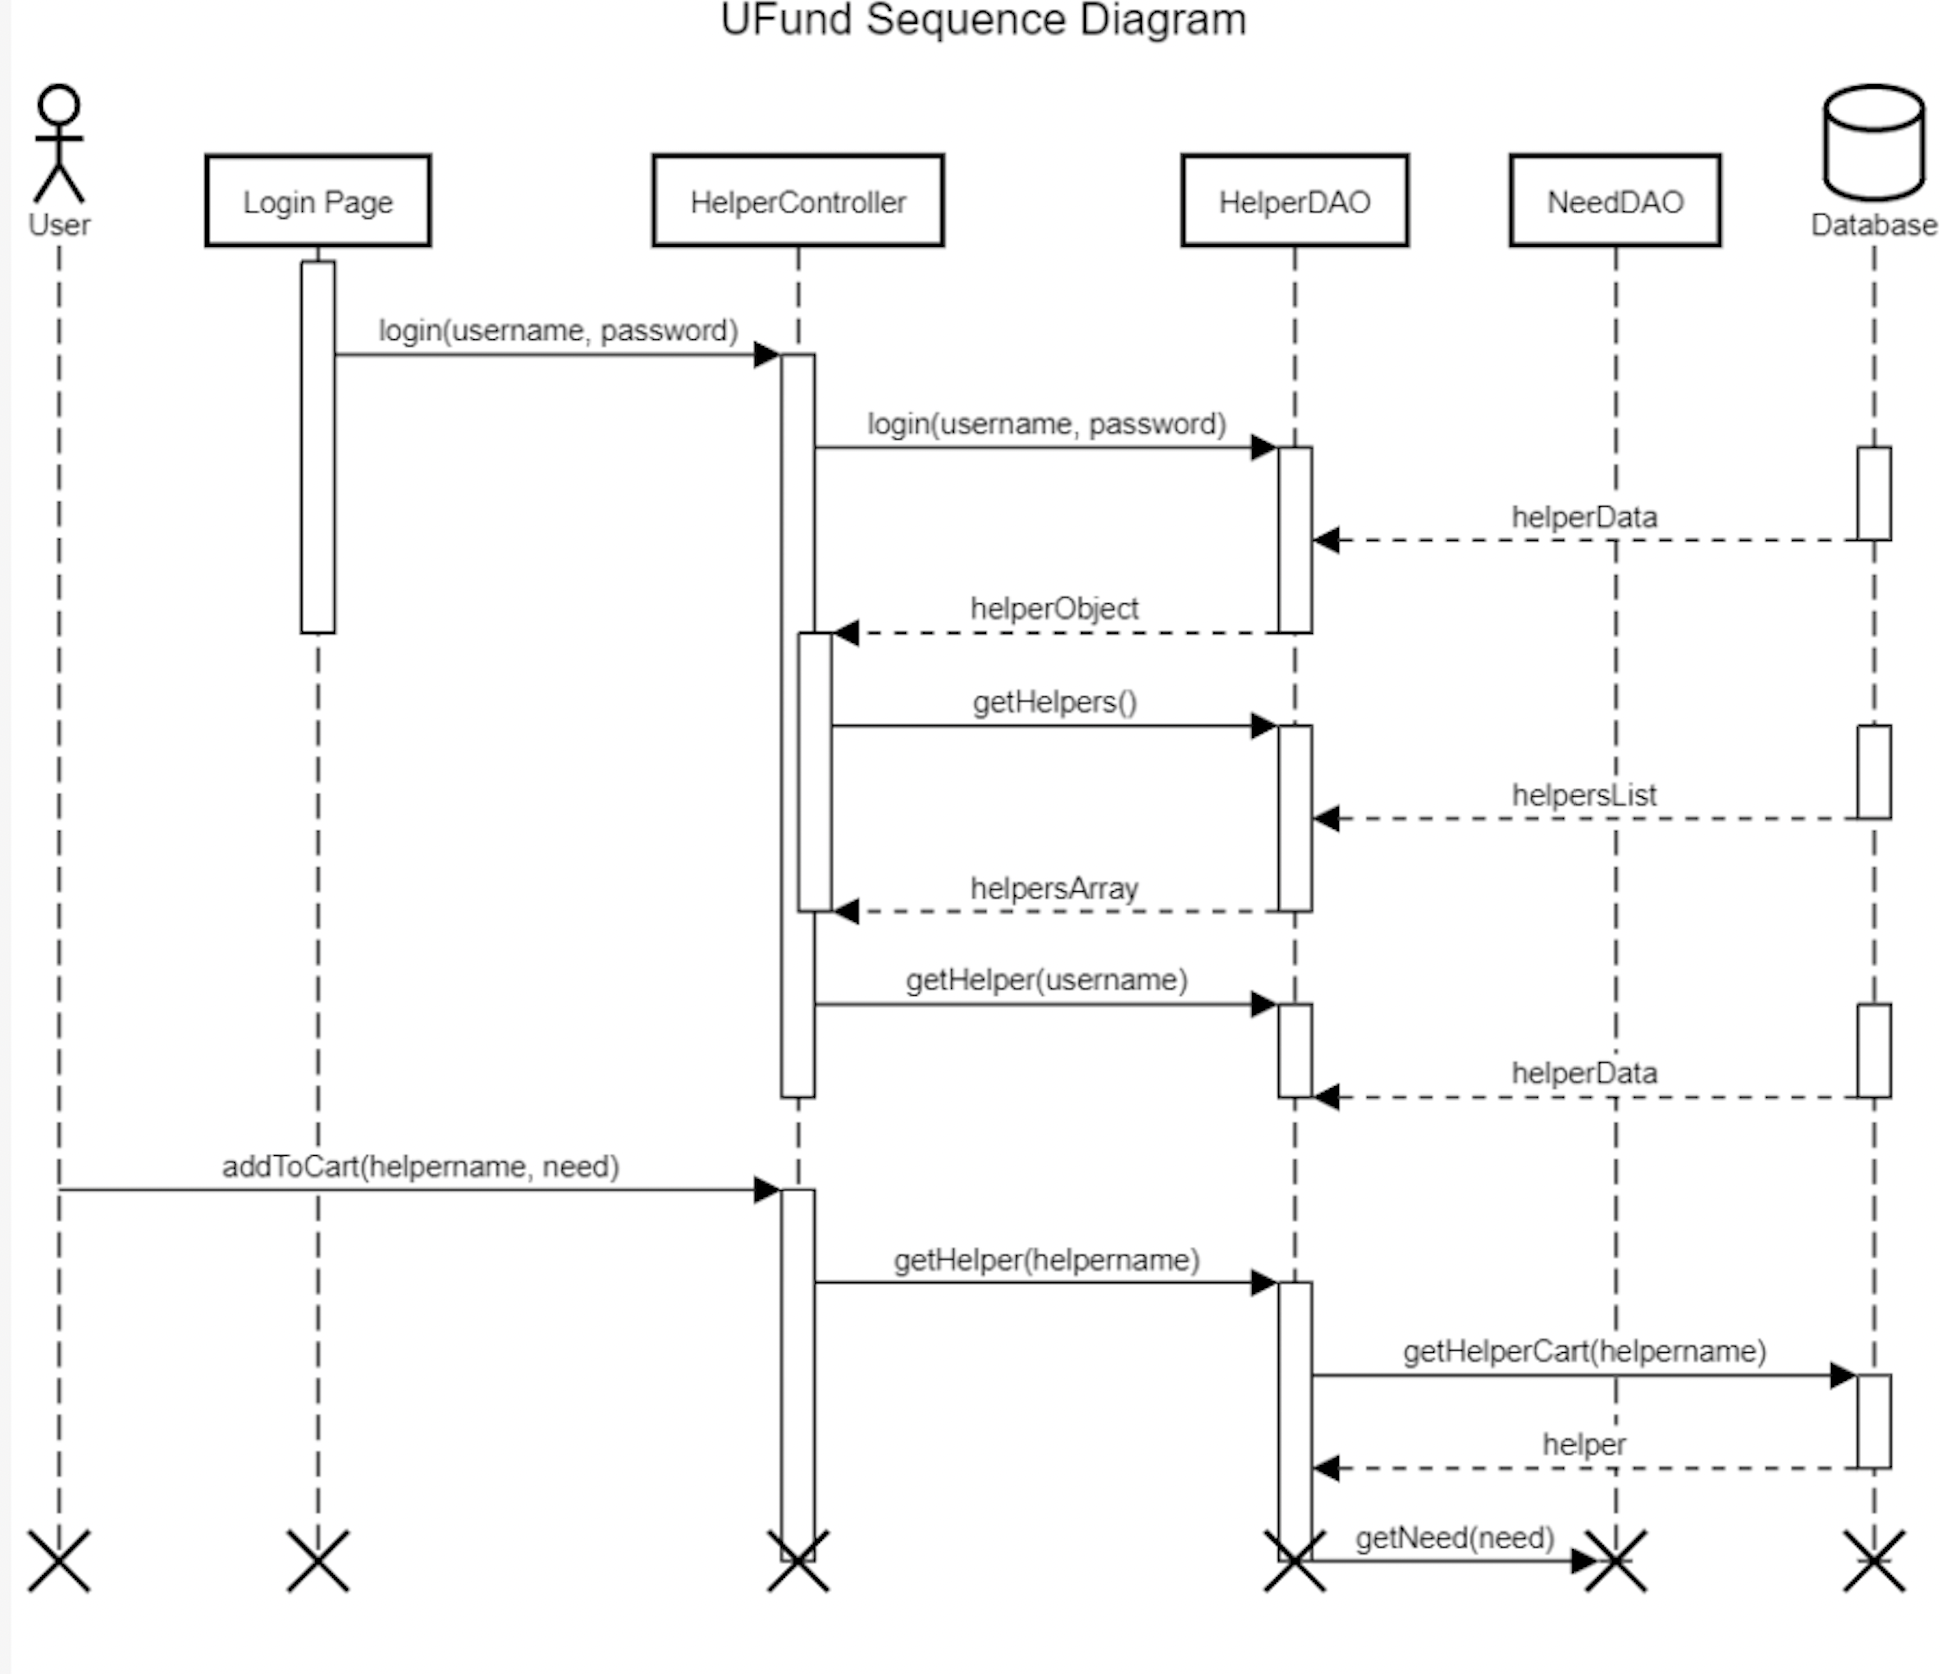 UFund Sequence Diagram
User
Login Page
HelperController
HelperDAO
NeedDAO
Database
login(username, password)
login(username, password)
helperData
helperObject
getHelpers()
helpersList
helpersArray
getHelper(username)
helperData
addToCart(helpername, need)
getHelper(helpername)
getHelperCart(helpername)
helper
getNeed(need)